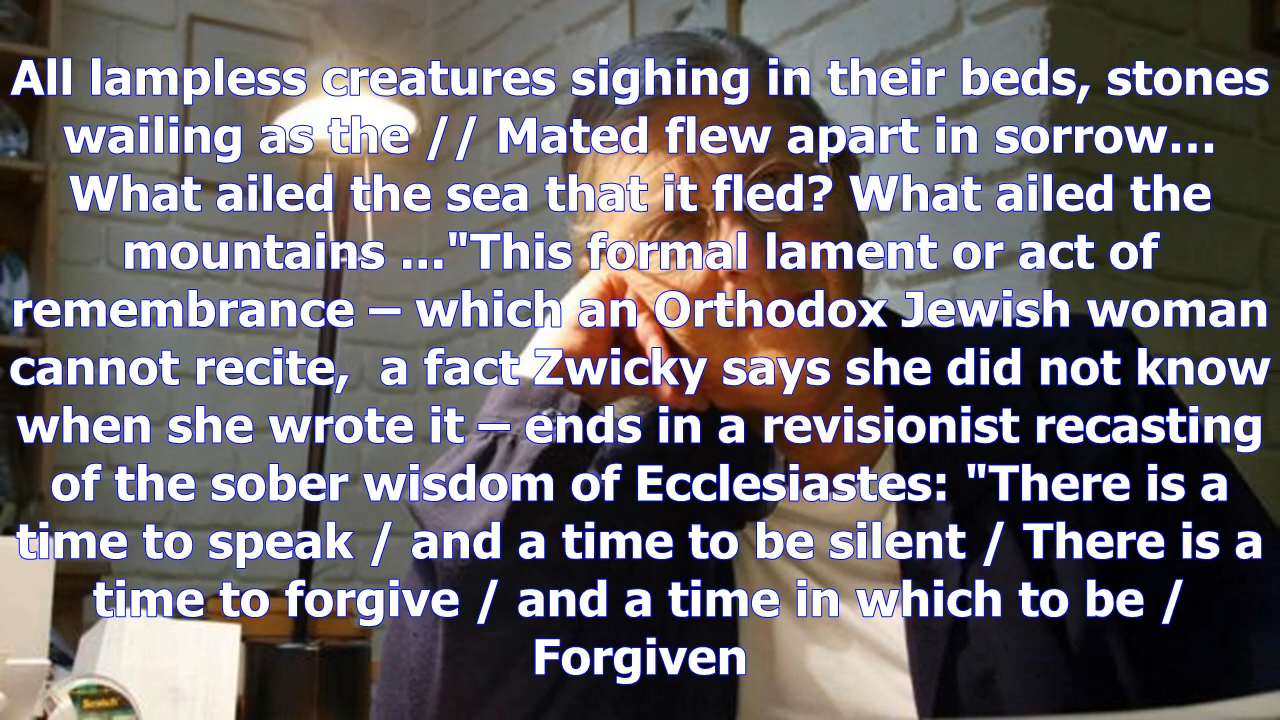 All lampless creatures sighing in their beds, stones
wailing as the // Mated flew apart in sorrow...
What ailed the sea that it fled? What ailed the
mountains ..."This formal lament or act of
remembrance – which an Orthodox Jewish woman
cannot recite,  a fact Zwicky says she did not know
when she wrote it – ends in a revisionist recasting
of the sober wisdom of Ecclesiastes: "There is a
time to speak / and a time to be silent / There is a
time to forgive / and a time in which to be /
Forgiven
Scotch